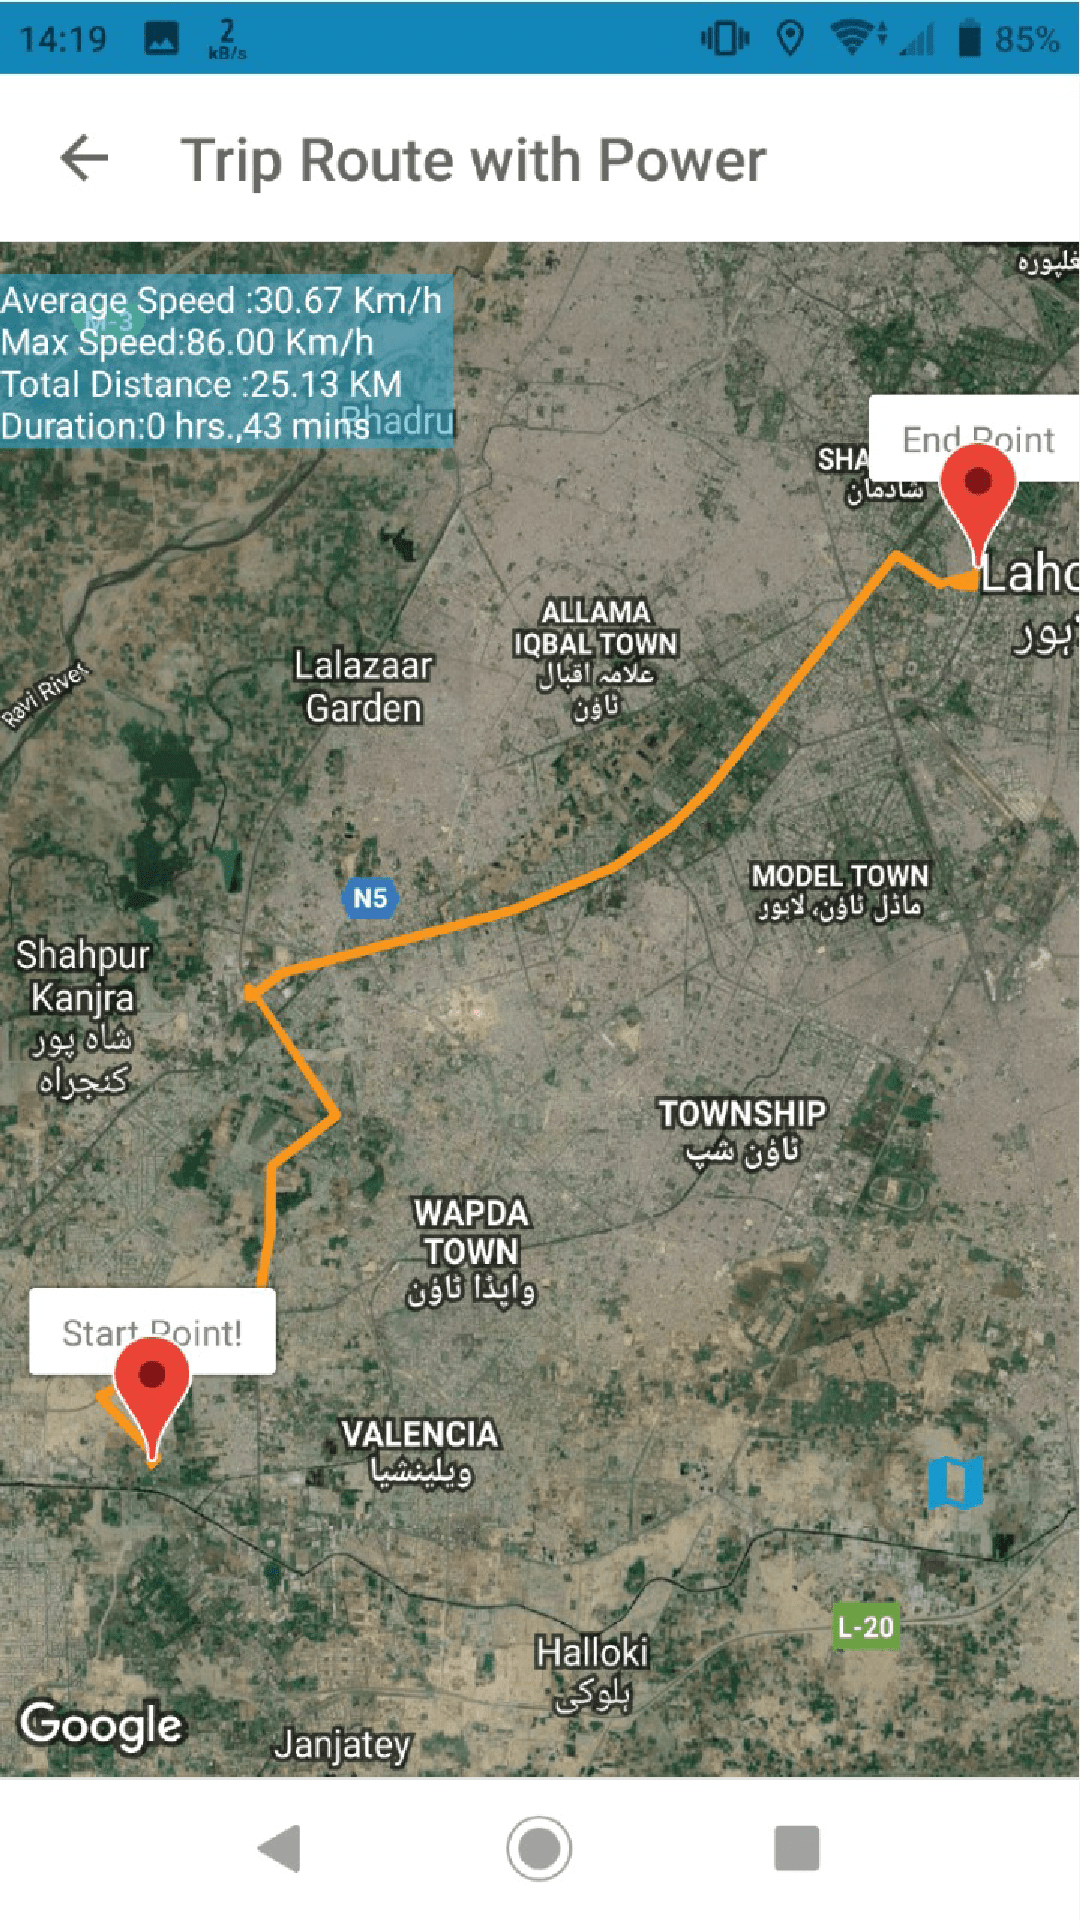 14:19
2
kB/s
85%
Trip Route with Power
Average Speed :30.67 Km/h
M-3
Max Speed:86.00 Km/h
Total Distance :25.13 KM
Duration:0 hrs.,43 mins
Bhadru
End Point
SHA
شادمان
Laho
ALLAMA
IQBAL TOWN
علامہ اقبال
ٹاؤن
Lalazaar
Garden
Ravi River
MODEL TOWN
ماڈل ٹاؤن، لاہور
N5
Shahpur
Kanjra
شاہ پور
کنجراہ
TOWNSHIP
ٹاؤن شپ
WAPDA
TOWN
واپڈا ٹاؤن
Start Point!
VALENCIA
ویلینشیا
L-20
Halloki
ہلوکی
Google
Janjatey